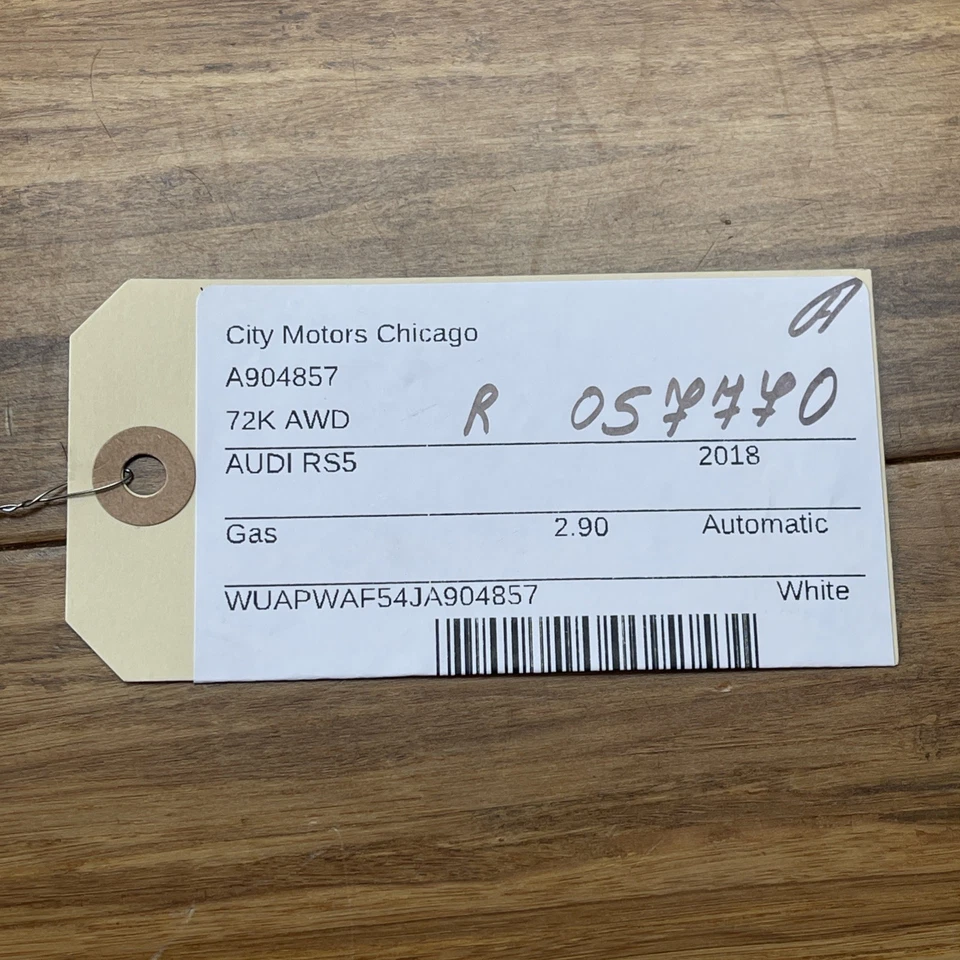 A
City Motors Chicago
A904857
72K AWD R 057770
AUDI RS5 2018
Gas 2.90 Automatic
WUAPWAF54JA904857 White